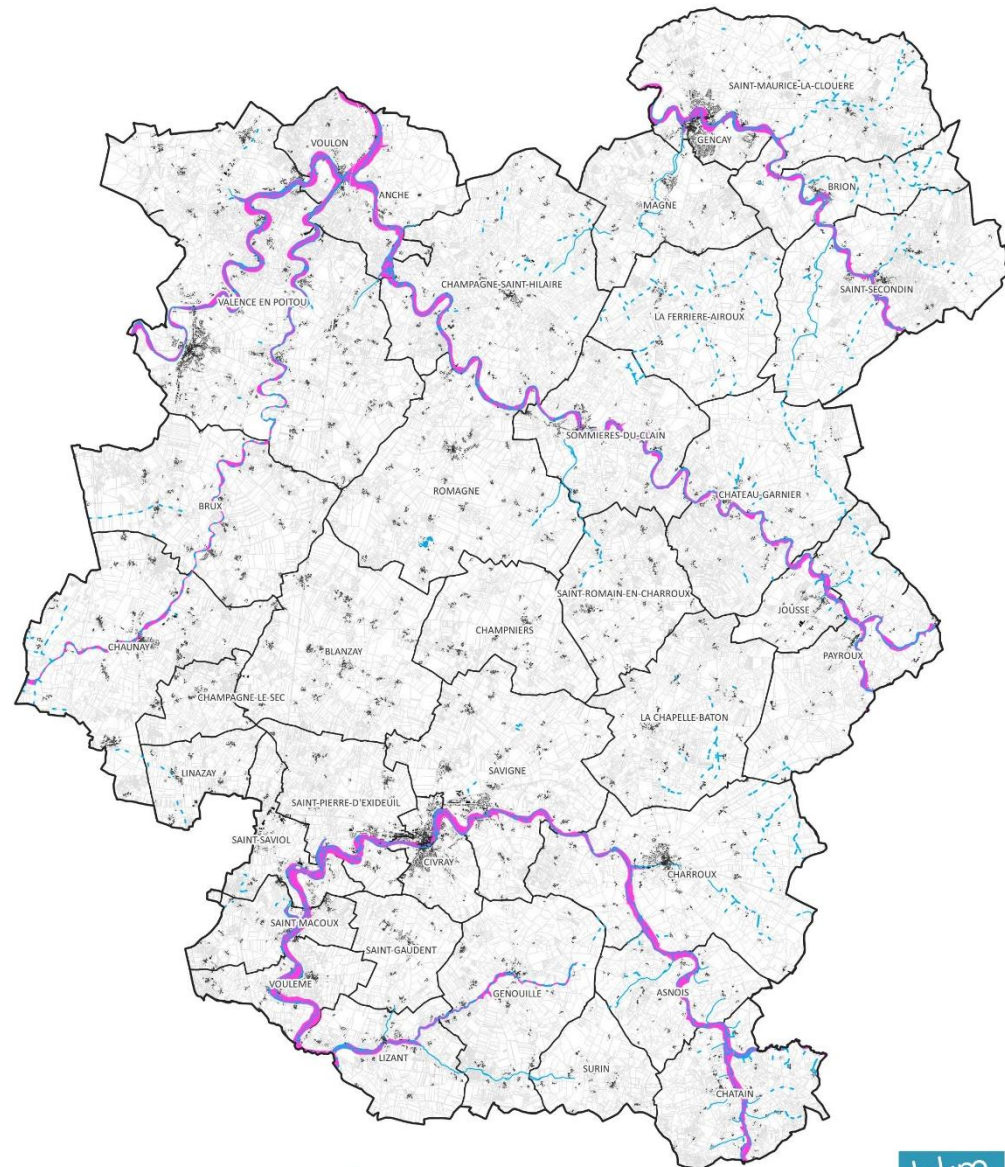 SAINT-MAURICE-LA-CLOUERE
GENCAY
VOULON
BRION
ANCHE
MAGNE
CHAMPAGNE-SAINT-HILAIRE
SAINT-SECONDIN
VALENCE EN POITOU
LA FERRIERE-AIROUX
SOMMIERES-DU-CLAIN
ROMAGNE
CHATEAU-GARNIER
BRUX
SAINT-ROMAIN-EN-CHARROUX
JOUSSE
CHAMPNIERS
CHAUNAY
BLANZAY
PAYROUX
CHAMPAGNE-LE-SEC
LA CHAPELLE-BATON
SAVIGNE
LINAZAY
SAINT-PIERRE-D'EXIDEUIL
SAINT-SAVIOL
CIVRAY
CHARROUX
SAINT-MACOUX
SAINT-GAUDENT
VOULEME
GENOUILLE
ASNOIS
LIZANT
SURIN
CHATAIN